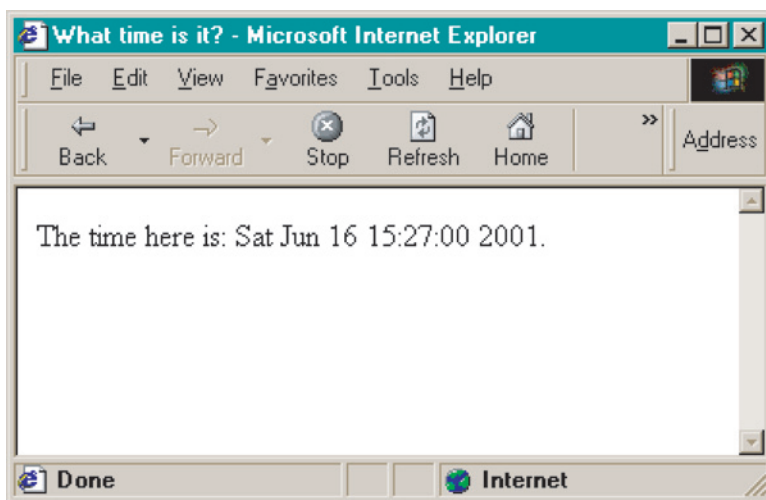 What time is it? - Microsoft Internet Explorer
File Edit View Favorites Tools Help
Back Forward Stop Refresh Home » Address
The time here is: Sat Jun 16 15:27:00 2001.
Done Internet